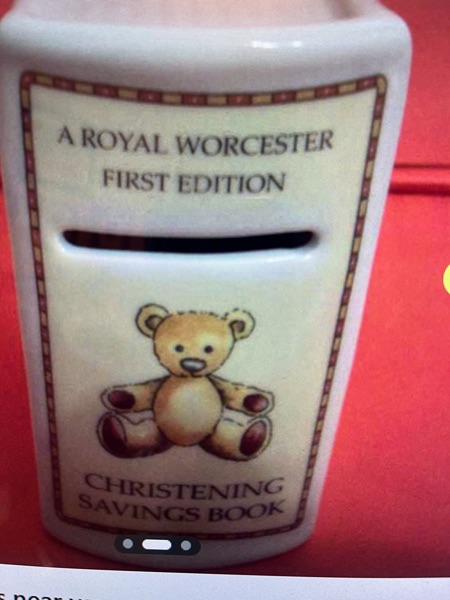 A ROYAL WORCESTER
FIRST EDITION
CHRISTENING
SAVINGS BOOK